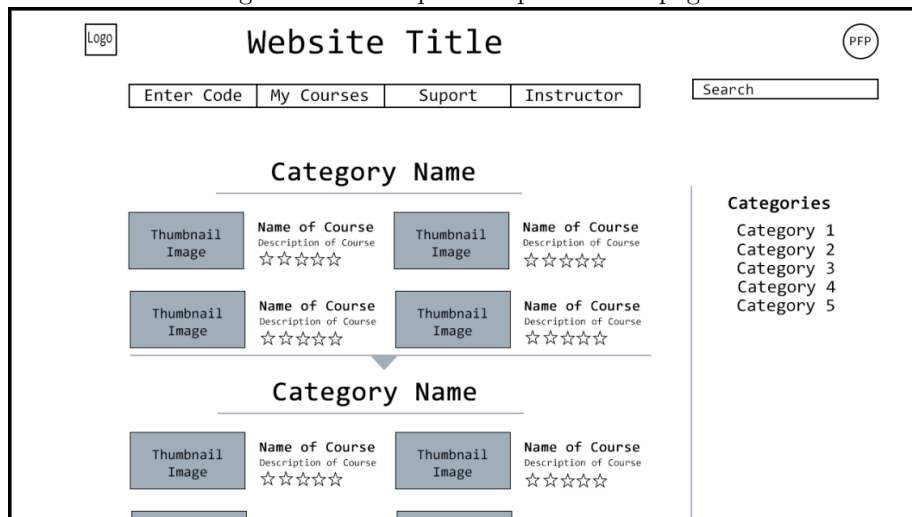 Logo
Website Title
PFP
Enter Code
My Courses
Suport
Instructor
Search
Category Name
Thumbnail
Image
Name of Course
Description of Course
Thumbnail
Image
Name of Course
Description of Course
Thumbnail
Image
Name of Course
Description of Course
Thumbnail
Image
Name of Course
Description of Course
Category Name
Thumbnail
Image
Name of Course
Description of Course
Thumbnail
Image
Name of Course
Description of Course
Categories
Category 1
Category 2
Category 3
Category 4
Category 5